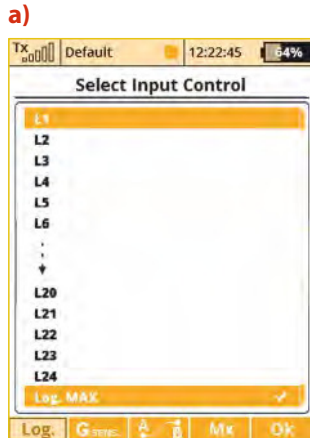 a)
Tx Default 12:22:45 64%
Select Input Control
L1
L2
L3
L4
L5
L6
L20
L21
L22
L23
L24
Log. MAX
Log. G SENS. A B Mx Ok